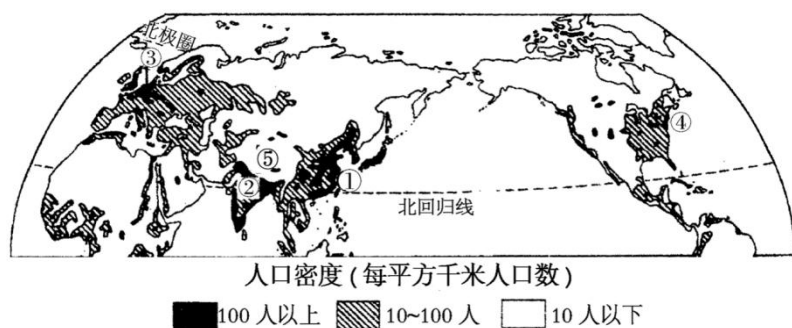 北极圈
③
④
⑤
②
①
北回归线
人口密度(每平方千米人口数)
100 人以上 10~100 人 10 人以下